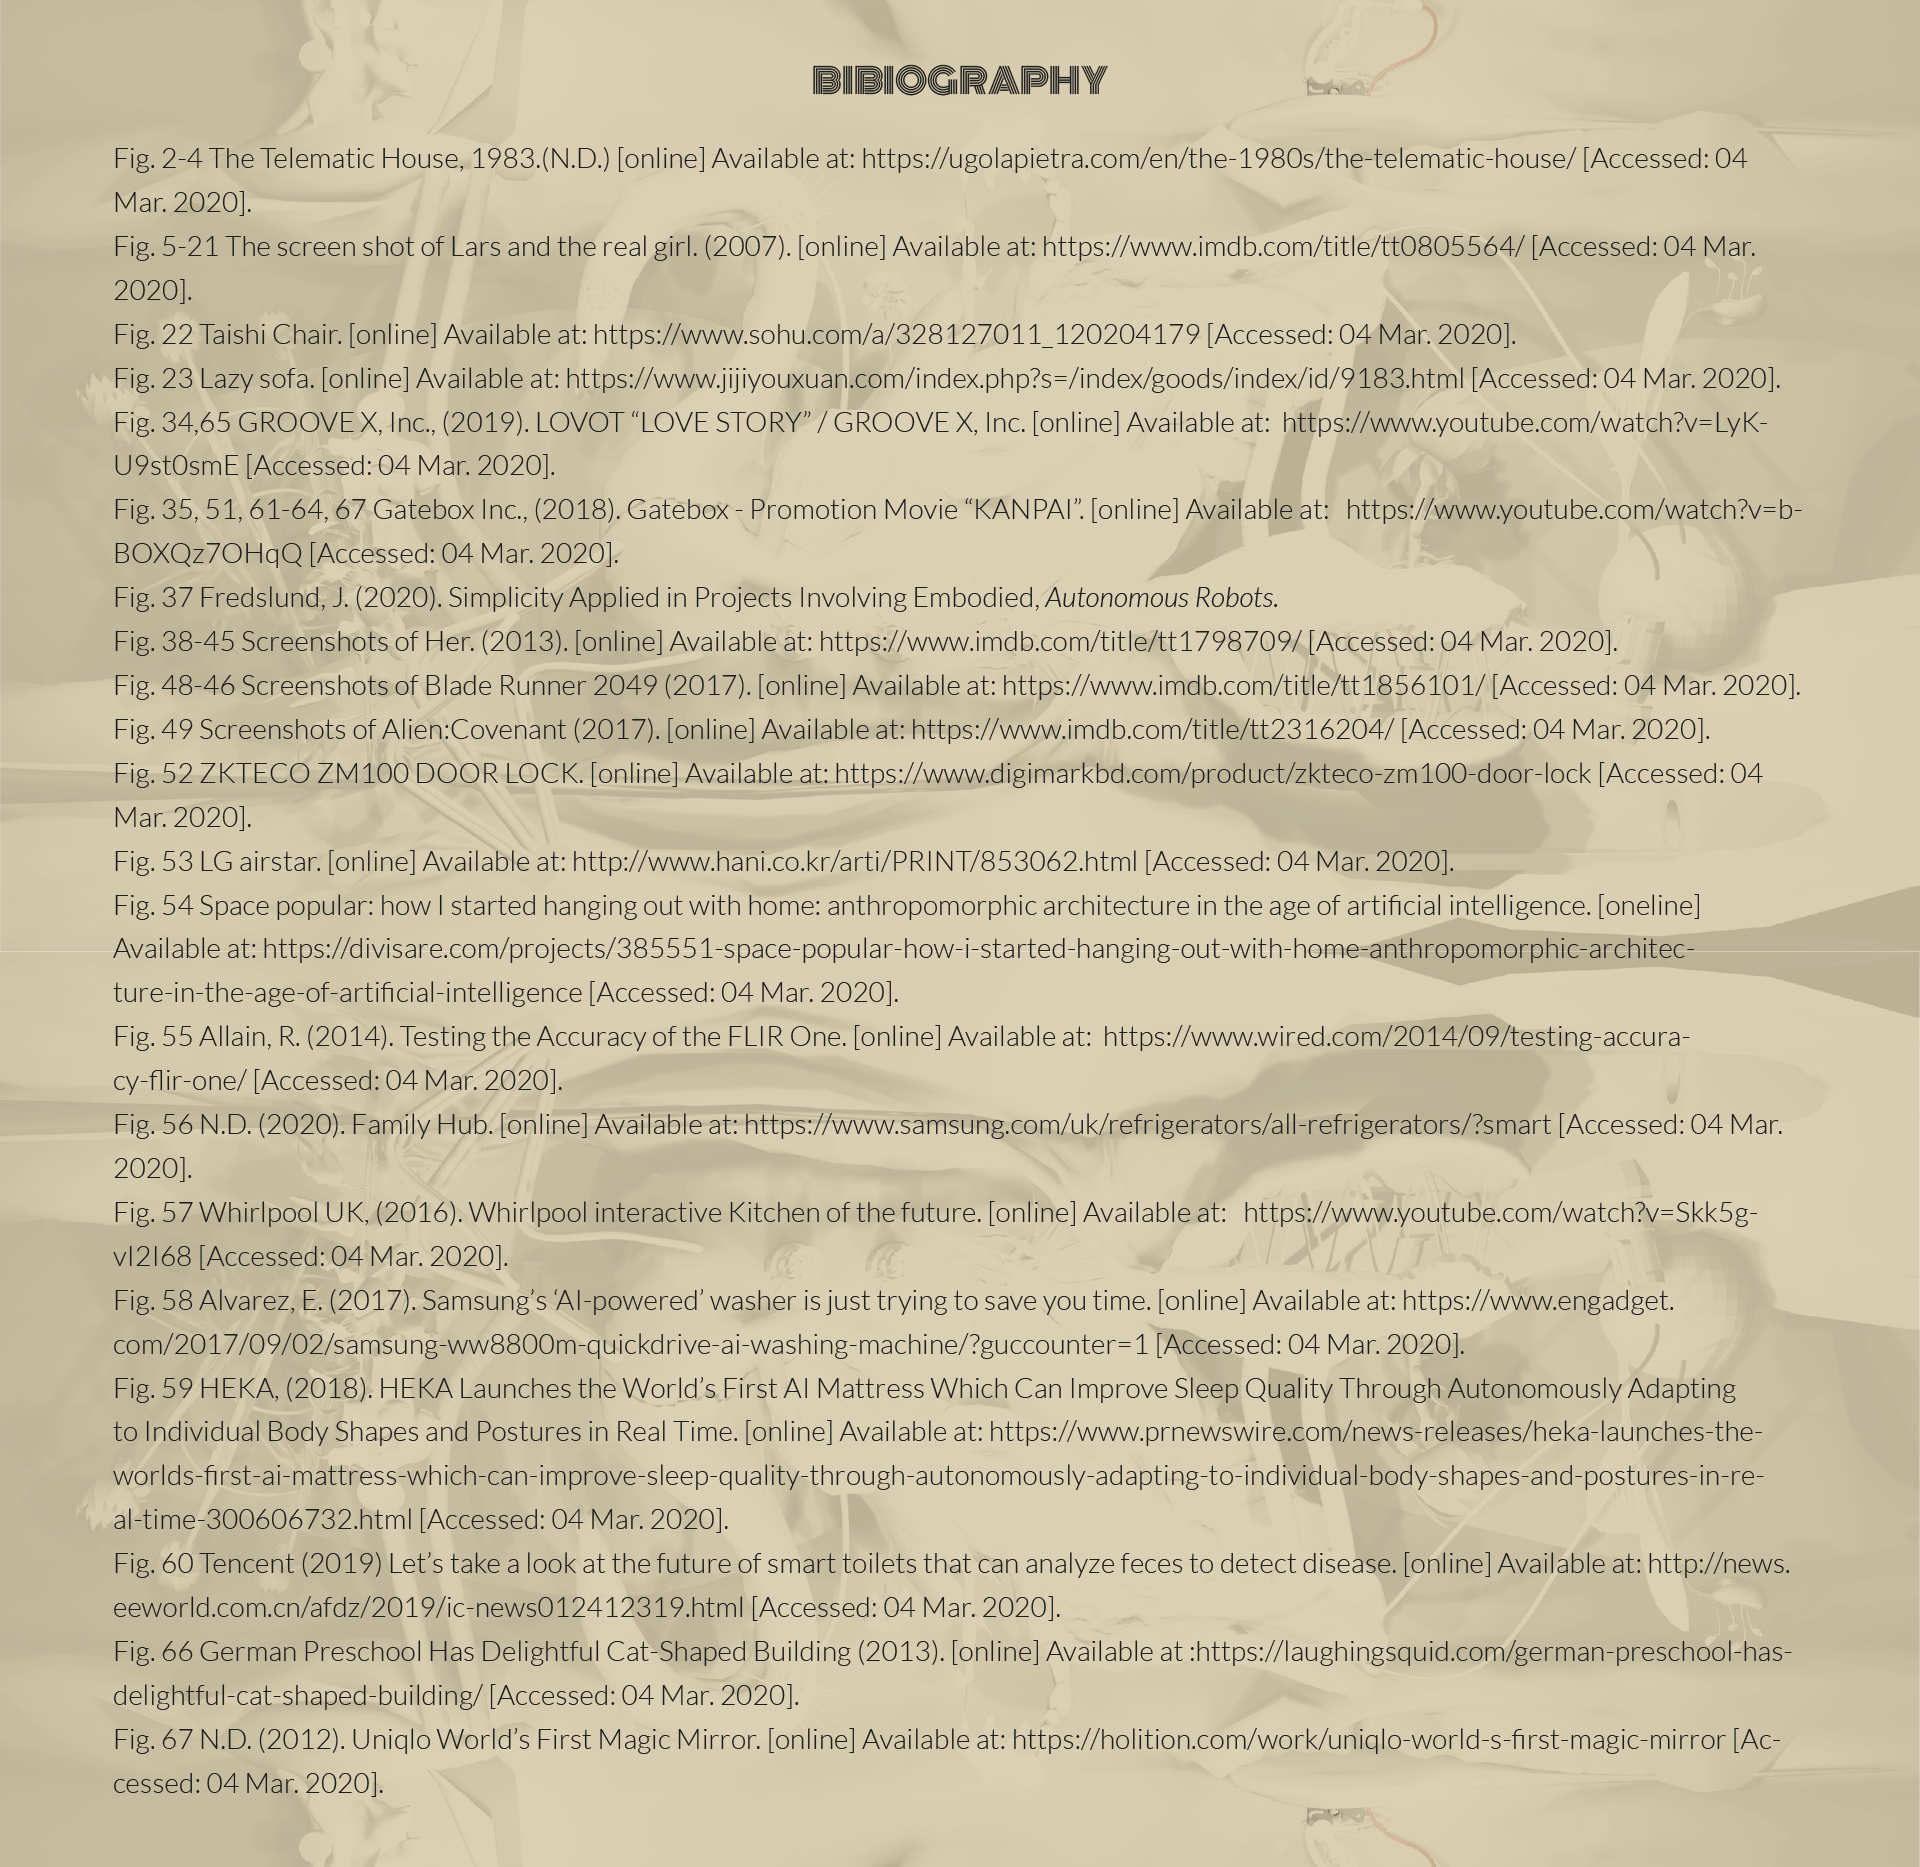 BIBIOGRAPHY
Fig. 2-4 The Telematic House, 1983.(N.D.) [online] Available at: https://ugolapietra.com/en/the-1980s/the-telematic-house/ [Accessed: 04
Mar. 2020].
Fig. 5-21 The screen shot of Lars and the real girl. (2007). [online] Available at: https://www.imdb.com/title/tt0805564/ [Accessed: 04 Mar.
2020].
Fig. 22 Taishi Chair. [online] Available at: https://www.sohu.com/a/328127011_120204179 [Accessed: 04 Mar. 2020].
Fig. 23 Lazy sofa. [online] Available at: https://www.jijiyouxuan.com/index.php?s=/index/goods/index/id/9183.html [Accessed: 04 Mar. 2020].
Fig. 34,65 GROOVE X, Inc., (2019). LOVOT “LOVE STORY” / GROOVE X, Inc. [online] Available at:  https://www.youtube.com/watch?v=LyK-
U9st0smE [Accessed: 04 Mar. 2020].
Fig. 35, 51, 61-64, 67 Gatebox Inc., (2018). Gatebox - Promotion Movie “KANPAI”. [online] Available at:   https://www.youtube.com/watch?v=b-
BOXQz7OHqQ [Accessed: 04 Mar. 2020].
Fig. 37 Fredslund, J. (2020). Simplicity Applied in Projects Involving Embodied, Autonomous Robots.
Fig. 38-45 Screenshots of Her. (2013). [online] Available at: https://www.imdb.com/title/tt1798709/ [Accessed: 04 Mar. 2020].
Fig. 48-46 Screenshots of Blade Runner 2049 (2017). [online] Available at: https://www.imdb.com/title/tt1856101/ [Accessed: 04 Mar. 2020].
Fig. 49 Screenshots of Alien:Covenant (2017). [online] Available at: https://www.imdb.com/title/tt2316204/ [Accessed: 04 Mar. 2020].
Fig. 52 ZKTECO ZM100 DOOR LOCK. [online] Available at: https://www.digimarkbd.com/product/zkteco-zm100-door-lock [Accessed: 04
Mar. 2020].
Fig. 53 LG airstar. [online] Available at: http://www.hani.co.kr/arti/PRINT/853062.html [Accessed: 04 Mar. 2020].
Fig. 54 Space popular: how I started hanging out with home: anthropomorphic architecture in the age of artificial intelligence. [oneline]
Available at: https://divisare.com/projects/385551-space-popular-how-i-started-hanging-out-with-home-anthropomorphic-architec-
ture-in-the-age-of-artificial-intelligence [Accessed: 04 Mar. 2020].
Fig. 55 Allain, R. (2014). Testing the Accuracy of the FLIR One. [online] Available at:  https://www.wired.com/2014/09/testing-accura-
cy-flir-one/ [Accessed: 04 Mar. 2020].
Fig. 56 N.D. (2020). Family Hub. [online] Available at: https://www.samsung.com/uk/refrigerators/all-refrigerators/?smart [Accessed: 04 Mar.
2020].
Fig. 57 Whirlpool UK, (2016). Whirlpool interactive Kitchen of the future. [online] Available at:   https://www.youtube.com/watch?v=Skk5g-
vI2I68 [Accessed: 04 Mar. 2020].
Fig. 58 Alvarez, E. (2017). Samsung’s ‘AI-powered’ washer is just trying to save you time. [online] Available at: https://www.engadget.
com/2017/09/02/samsung-ww8800m-quickdrive-ai-washing-machine/?guccounter=1 [Accessed: 04 Mar. 2020].
Fig. 59 HEKA, (2018). HEKA Launches the World’s First AI Mattress Which Can Improve Sleep Quality Through Autonomously Adapting
to Individual Body Shapes and Postures in Real Time. [online] Available at: https://www.prnewswire.com/news-releases/heka-launches-the-
worlds-first-ai-mattress-which-can-improve-sleep-quality-through-autonomously-adapting-to-individual-body-shapes-and-postures-in-re-
al-time-300606732.html [Accessed: 04 Mar. 2020].
Fig. 60 Tencent (2019) Let’s take a look at the future of smart toilets that can analyze feces to detect disease. [online] Available at: http://news.
eeworld.com.cn/afdz/2019/ic-news012412319.html [Accessed: 04 Mar. 2020].
Fig. 66 German Preschool Has Delightful Cat-Shaped Building (2013). [online] Available at :https://laughingsquid.com/german-preschool-has-
delightful-cat-shaped-building/ [Accessed: 04 Mar. 2020].
Fig. 67 N.D. (2012). Uniqlo World’s First Magic Mirror. [online] Available at: https://holition.com/work/uniqlo-world-s-first-magic-mirror [Ac-
cessed: 04 Mar. 2020].